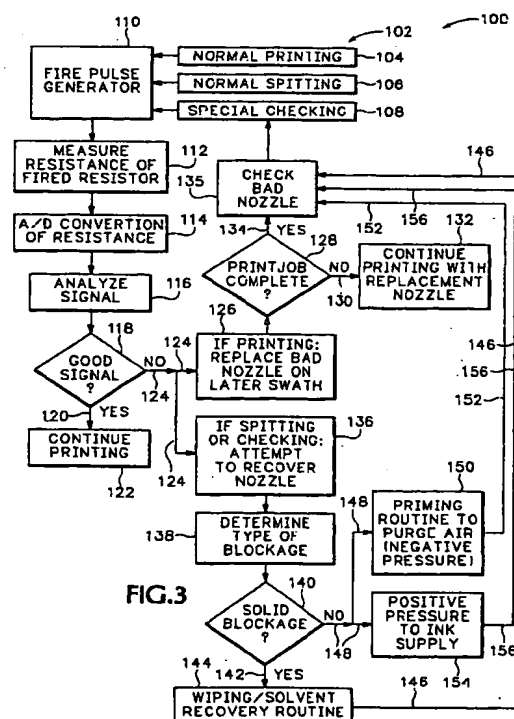 100
110
102
FIRE PULSE
GENERATOR
NORMAL PRINTING
104
NORMAL SPITTING
106
SPECIAL CHECKING
108
MEASURE
RESISTANCE OF
FIRED RESISTOR
112
A/D CONVERTION
OF RESISTANCE
114
ANALYZE
SIGNAL
116
118
GOOD
SIGNAL
?
NO
124
120
YES
CONTINUE
PRINTING
122
135
CHECK
BAD
NOZZLE
146
156
152
134
YES
128
PRINTJOB
COMPLETE
?
NO
130
132
CONTINUE
PRINTING WITH
REPLACEMENT
NOZZLE
126
124
IF PRINTING:
REPLACE BAD
NOZZLE ON
LATER SWATH
146
156
152
124
IF SPITTING
OR CHECKING:
ATTEMPT
TO RECOVER
NOZZLE
136
138
DETERMINE
TYPE OF
BLOCKAGE
FIG.3
140
SOLID
BLOCKAGE
?
NO
148
148
150
PRIMING
ROUTINE TO
PURGE AIR
(NEGATIVE
PRESSURE)
POSITIVE
PRESSURE
TO INK
SUPPLY
154
156
142
YES
144
WIPING/SOLVENT
RECOVERY ROUTINE
146